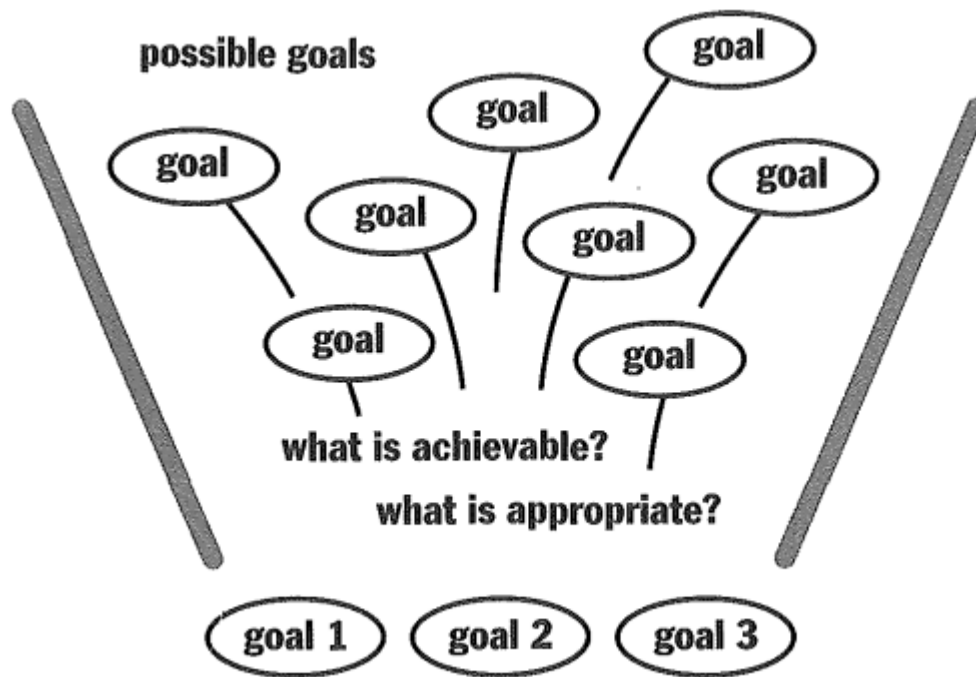 possible goals
goal
goal
goal
goal
goal
goal
goal
goal
what is achievable?
what is appropriate?
goal 1
goal 2
goal 3